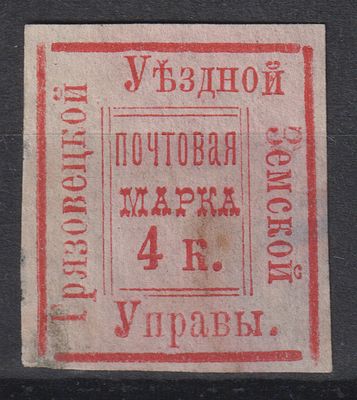 Грязовецкой
Уѣздной
Земской
Управы.
ПОЧТОВАЯ
МАРКА
4 к.